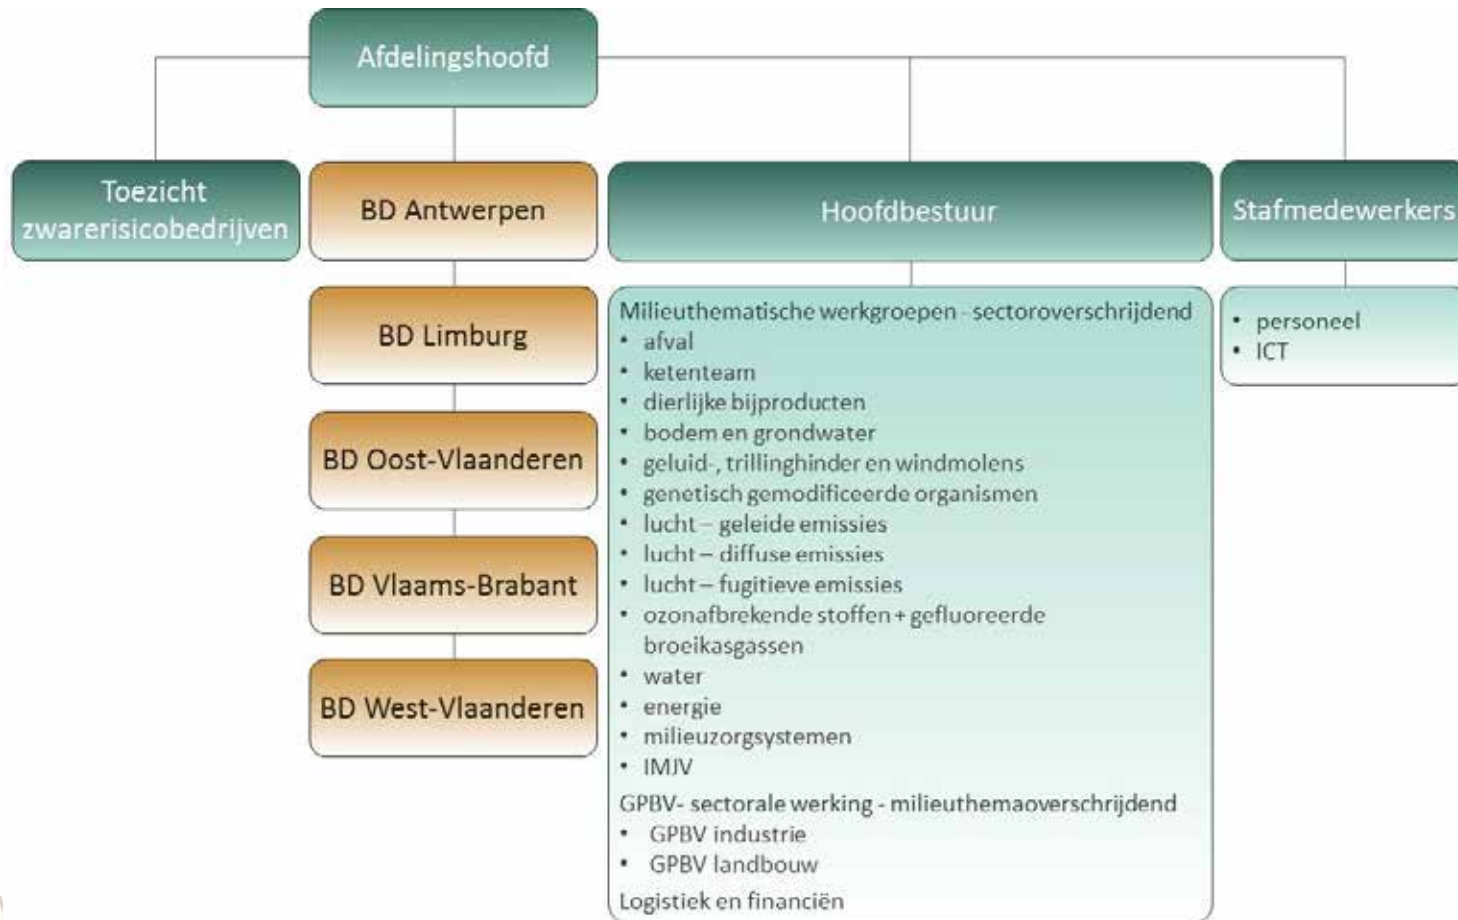 Afdelingshoofd
Toezicht
zwarerisicobedrijven
BD Antwerpen
BD Limburg
BD Oost-Vlaanderen
BD Vlaams-Brabant
BD West-Vlaanderen
Hoofdbestuur
Milieuthematische werkgroepen - sectoroverschrijdend
• afval
• ketenteam
• dierlijke bijproducten
• bodem en grondwater
• geluid-, trillinghinder en windmolens
• genetisch gemodificeerde organismen
• lucht – geleide emissies
• lucht – diffuse emissies
• lucht – fugitieve emissies
• ozonafbrekende stoffen + gefluoreerde
broeikasgassen
• water
• energie
• milieuzorgsystemen
• IMJV
GPBV- sectorale werking - milieuthemaoverschrijdend
• GPBV industrie
• GPBV landbouw
Logistiek en financiën
Stafmedewerkers
• personeel
• ICT